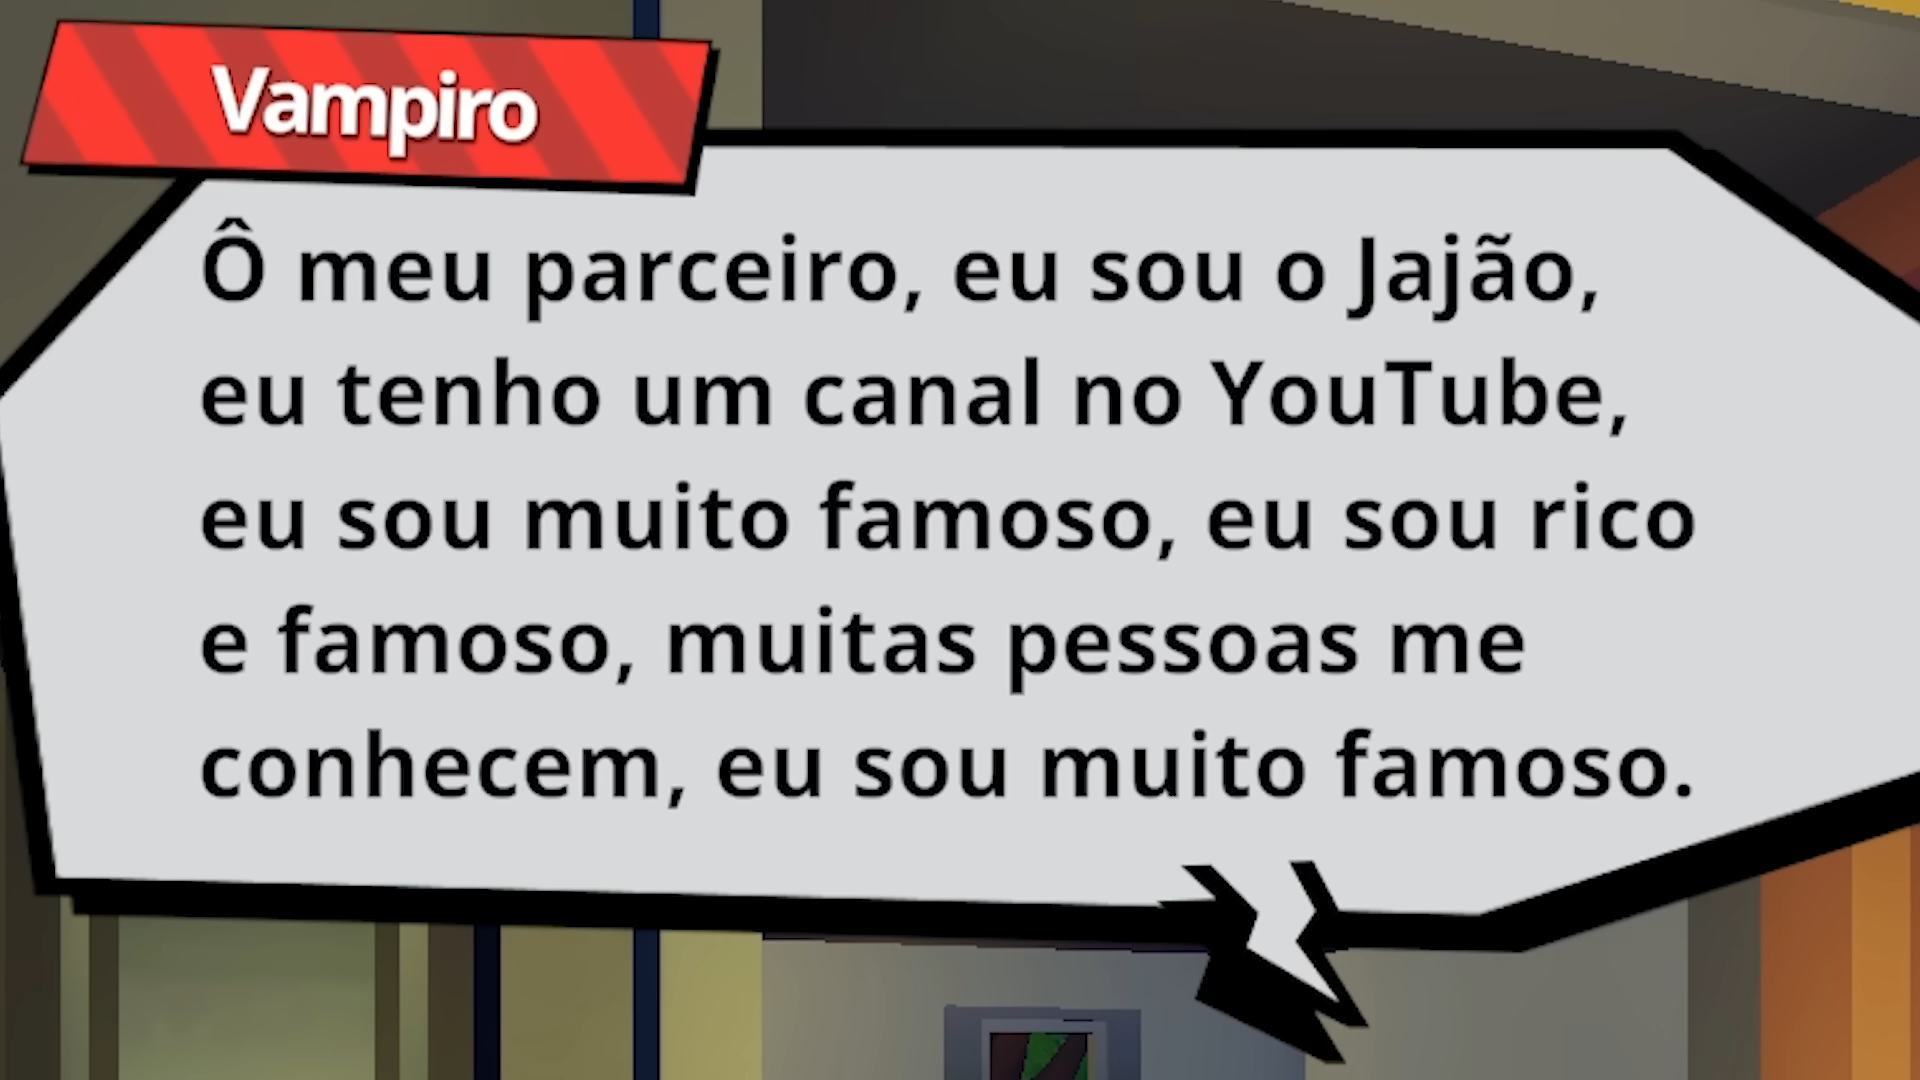 Vampiro
Ô meu parceiro, eu sou o Jajão,
eu tenho um canal no YouTube,
eu sou muito famoso, eu sou rico
e famoso, muitas pessoas me
conhecem, eu sou muito famoso.